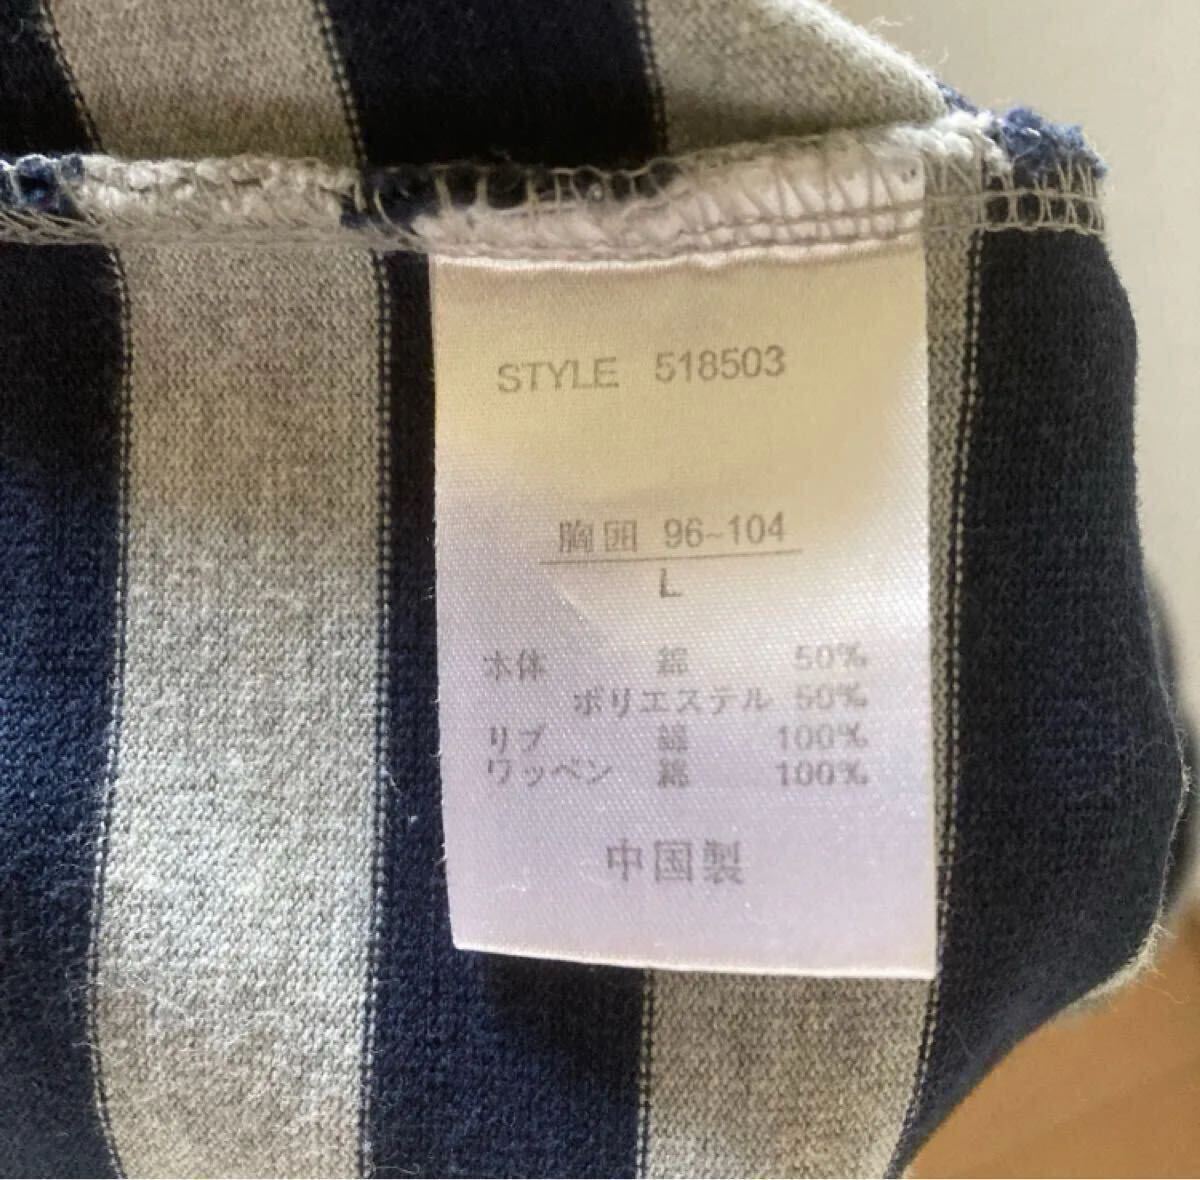 STYLE 518503
胸囲 96~104
L
本体 綿 50%
ポリエステル 50%
リブ 綿 100%
ワッペン 綿 100%
中国製